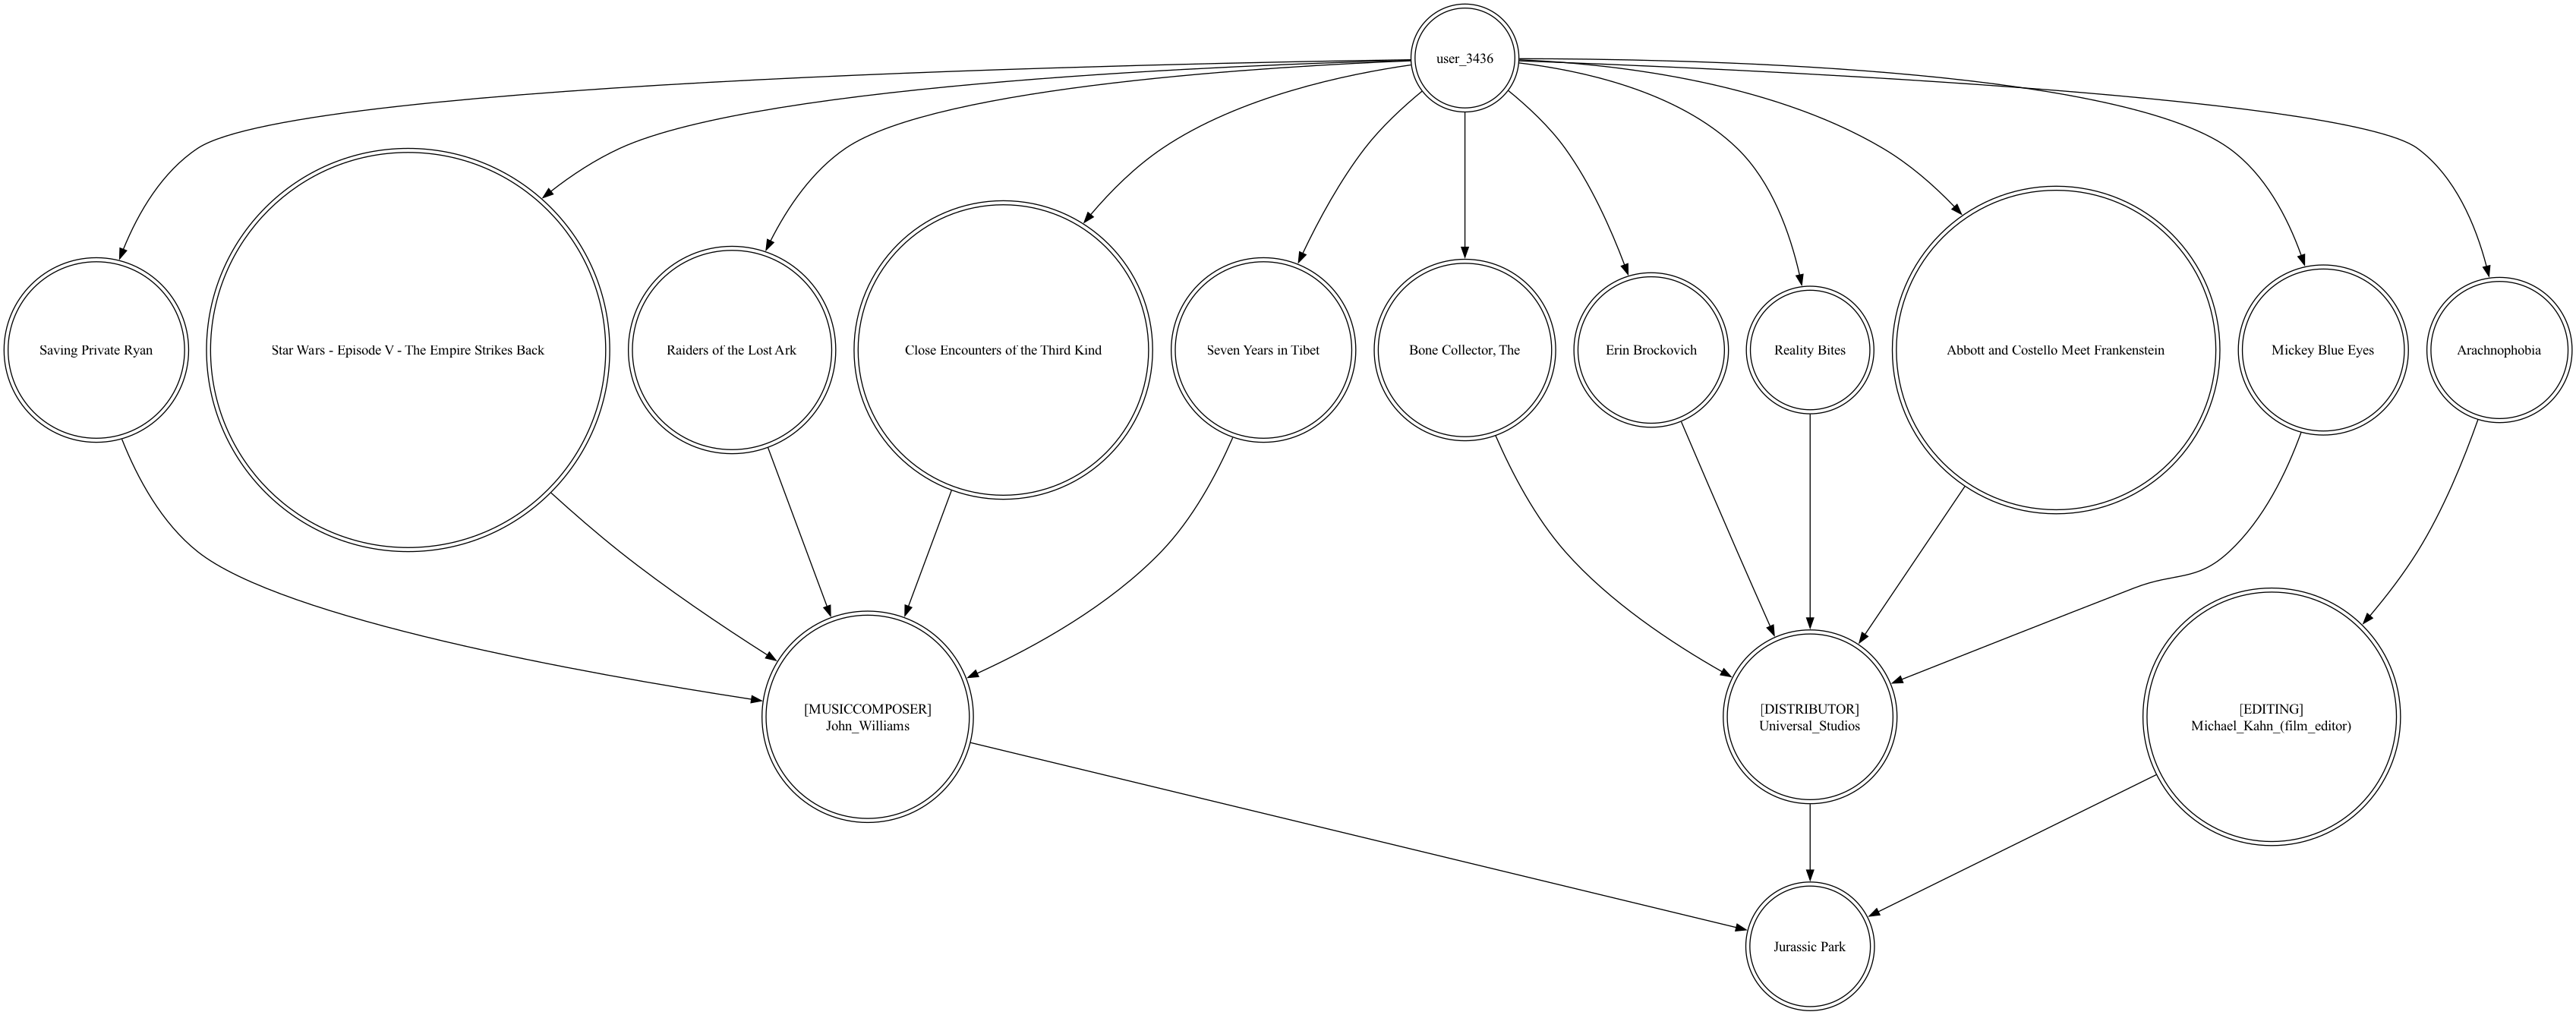 user_3436
Saving Private Ryan
Star Wars - Episode V - The Empire Strikes Back
Raiders of the Lost Ark
Close Encounters of the Third Kind
Seven Years in Tibet
Bone Collector, The
Erin Brockovich
Reality Bites
Abbott and Costello Meet Frankenstein
Mickey Blue Eyes
Arachnophobia
[MUSICCOMPOSER]
John_Williams
[DISTRIBUTOR]
Universal_Studios
[EDITING]
Michael_Kahn_(film_editor)
Jurassic Park